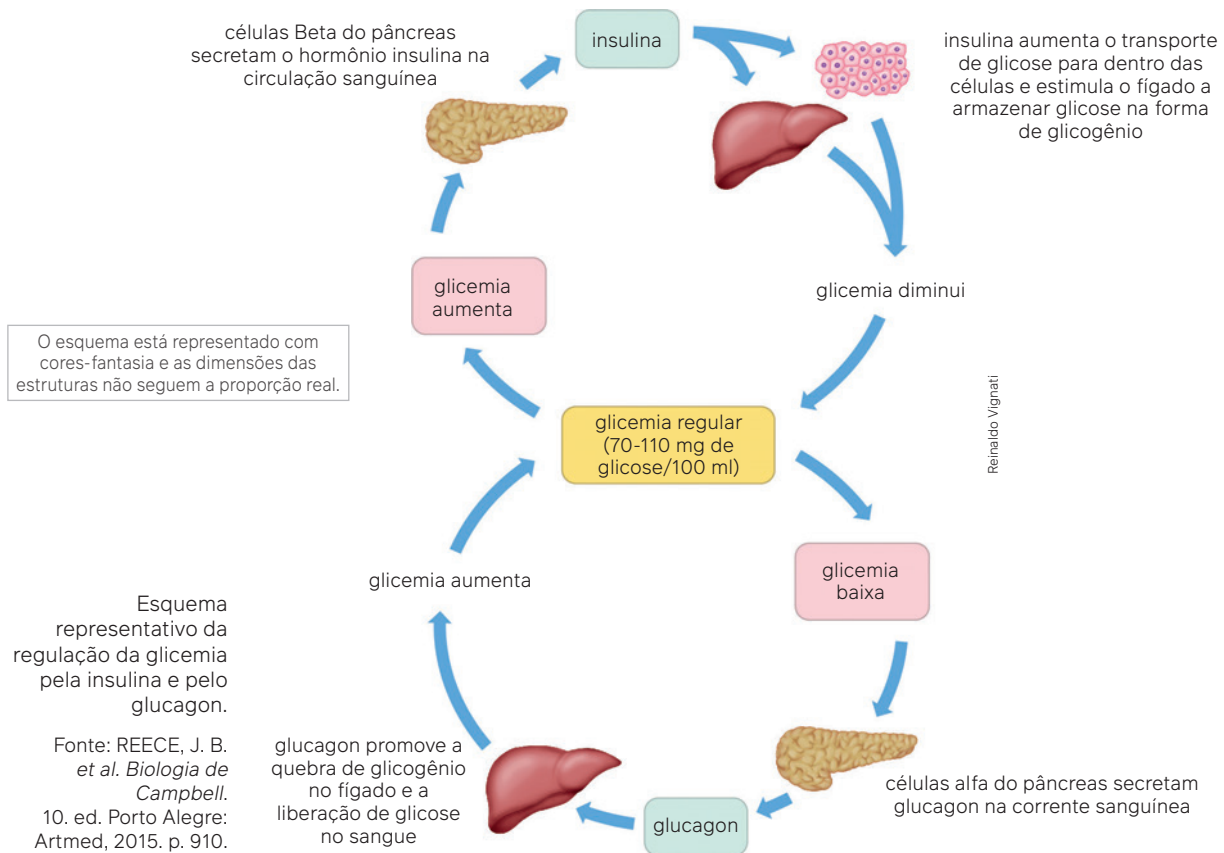 células Beta do pâncreas
secretam o hormônio insulina na
circulação sanguínea
insulina
insulina aumenta o transporte
de glicose para dentro das
células e estimula o fígado a
armazenar glicose na forma
de glicogênio
glicemia
aumenta
glicemia diminui
O esquema está representado com
cores-fantasia e as dimensões das
estruturas não seguem a proporção real.
glicemia regular
(70-110 mg de
glicose/100 ml)
Reinaldo Vignati
glicemia aumenta
glicemia
baixa
Esquema
representativo da
regulação da glicemia
pela insulina e pelo
glucagon.
Fonte: REECE, J. B.
et al. Biologia de
Campbell.
10. ed. Porto Alegre:
Artmed, 2015. p. 910.
glucagon promove a
quebra de glicogênio
no fígado e a
liberação de glicose
no sangue
glucagon
células alfa do pâncreas secretam
glucagon na corrente sanguínea